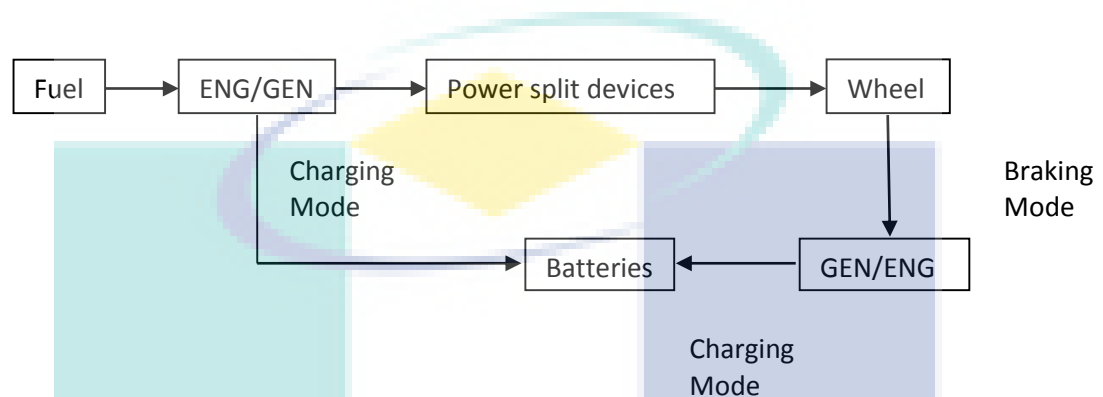 Fuel
ENG/GEN
Power split devices
Wheel
Charging
Mode
Braking
Mode
Batteries
GEN/ENG
Charging
Mode